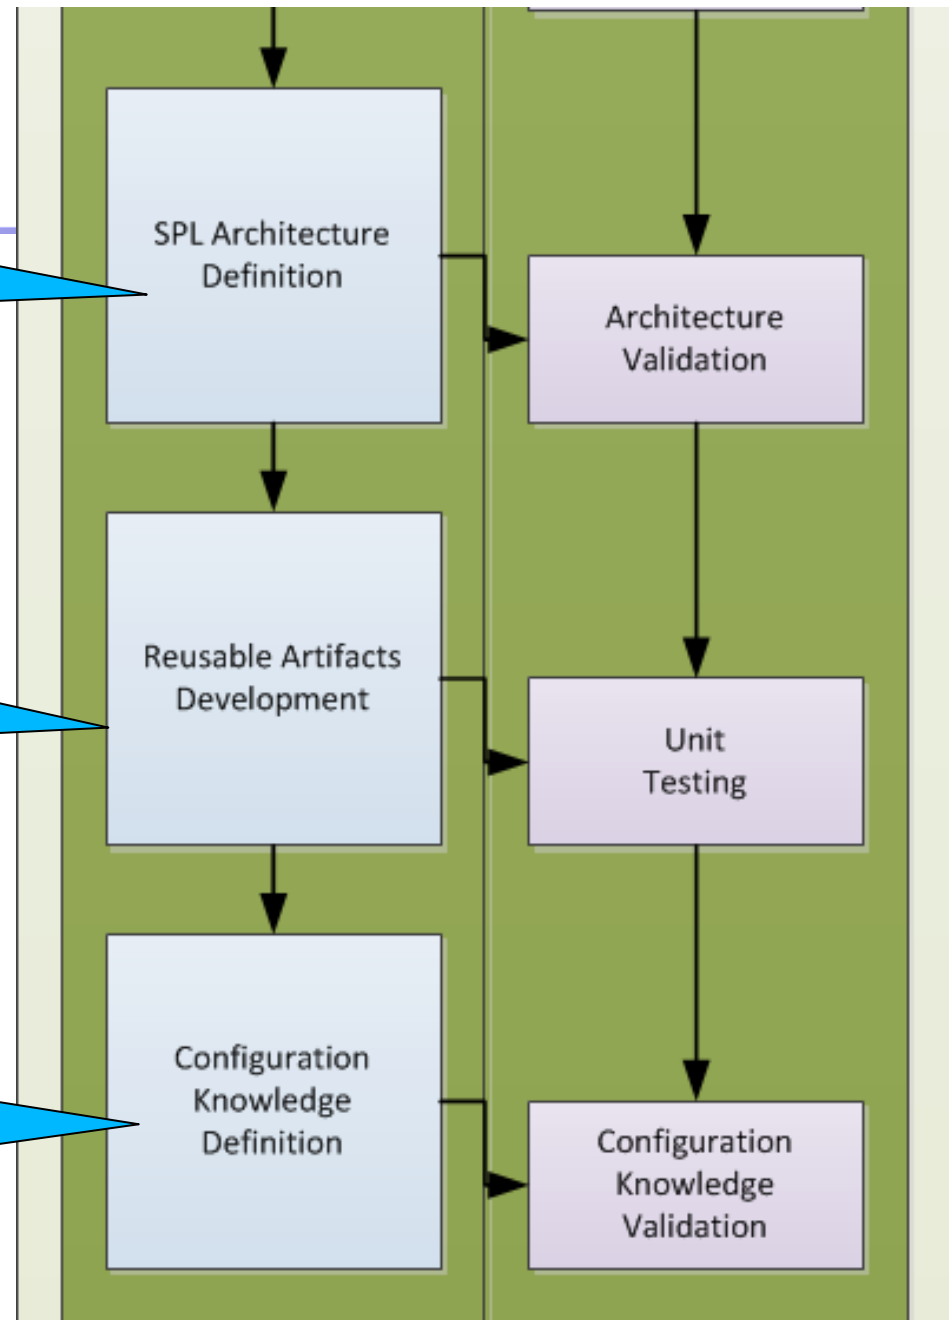 SPL Architecture
Definition
Architecture
Validation
Reusable Artifacts
Development
Unit
Testing
Configuration
Knowledge
Definition
Configuration
Knowledge
Validation